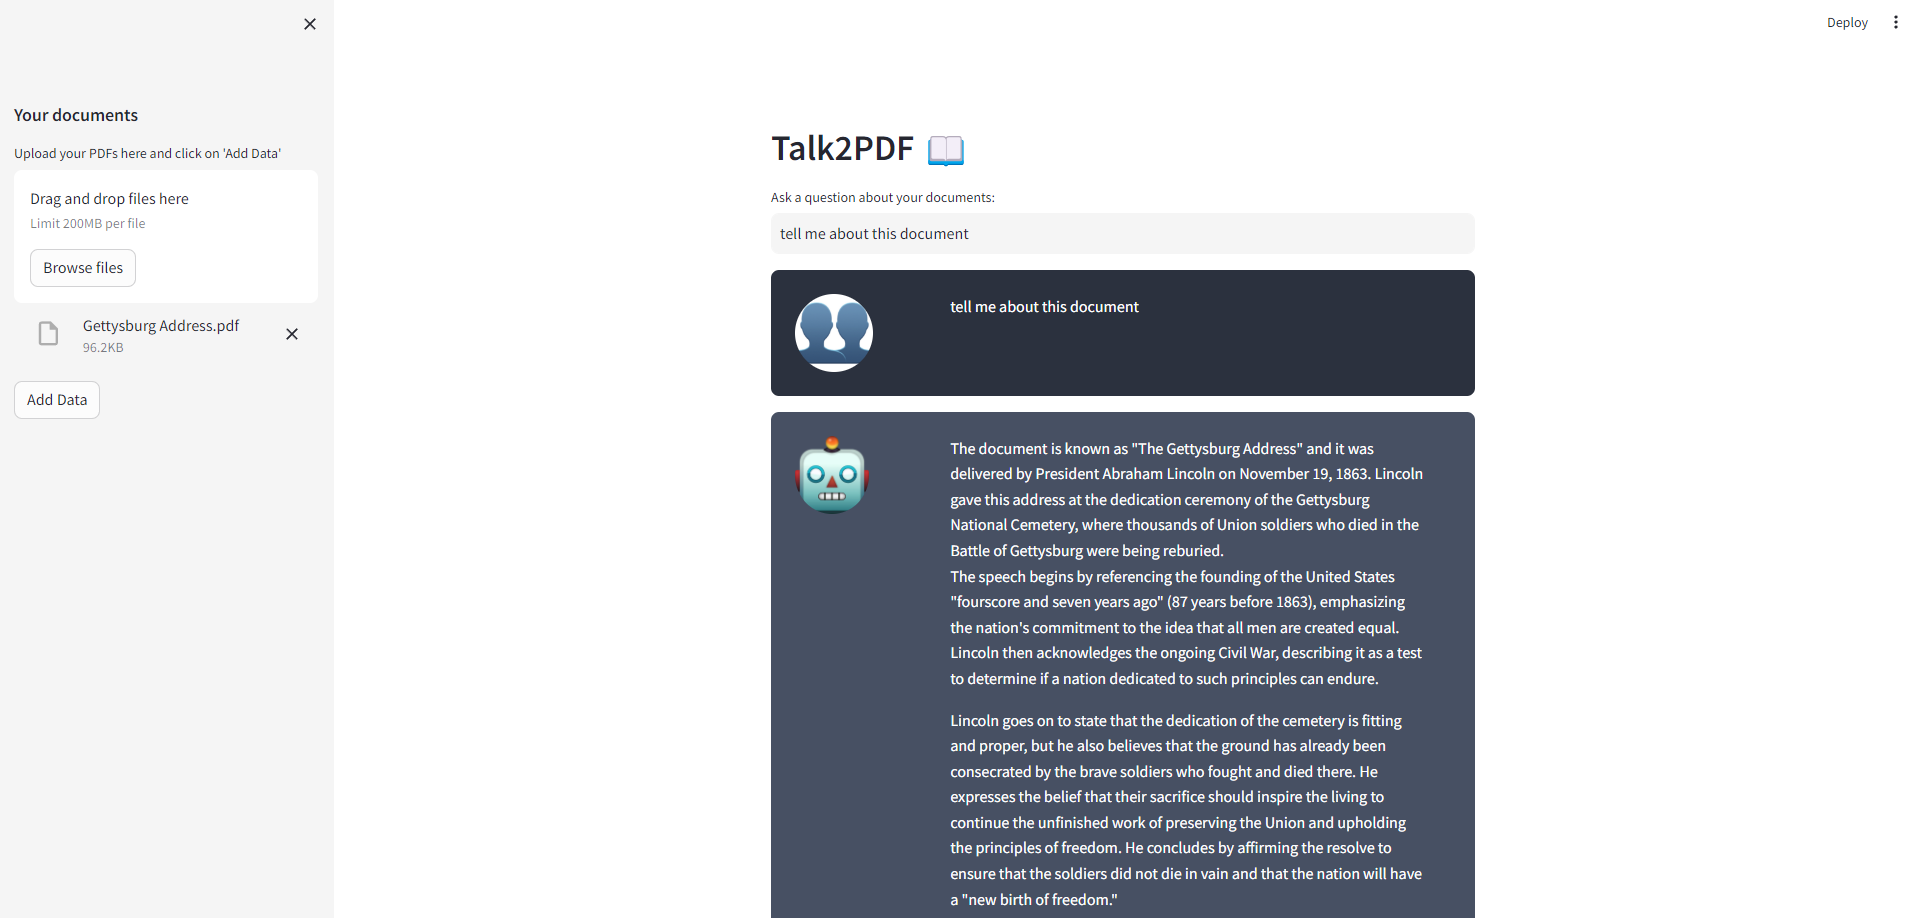 Deploy
Your documents
Upload your PDFs here and click on 'Add Data'
Drag and drop files here
Limit 200MB per file
Browse files
Gettysburg Address.pdf
96.2KB
Add Data
Talk2PDF
Ask a question about your documents:
tell me about this document
tell me about this document
The document is known as "The Gettysburg Address" and it was
delivered by President Abraham Lincoln on November 19, 1863. Lincoln
gave this address at the dedication ceremony of the Gettysburg
National Cemetery, where thousands of Union soldiers who died in the
Battle of Gettysburg were being reburied.
The speech begins by referencing the founding of the United States
"fourscore and seven years ago" (87 years before 1863), emphasizing
the nation's commitment to the idea that all men are created equal.
Lincoln then acknowledges the ongoing Civil War, describing it as a test
to determine if a nation dedicated to such principles can endure.
Lincoln goes on to state that the dedication of the cemetery is fitting
and proper, but he also believes that the ground has already been
consecrated by the brave soldiers who fought and died there. He
expresses the belief that their sacrifice should inspire the living to
continue the unfinished work of preserving the Union and upholding
the principles of freedom. He concludes by affirming the resolve to
ensure that the soldiers did not die in vain and that the nation will have
a "new birth of freedom."